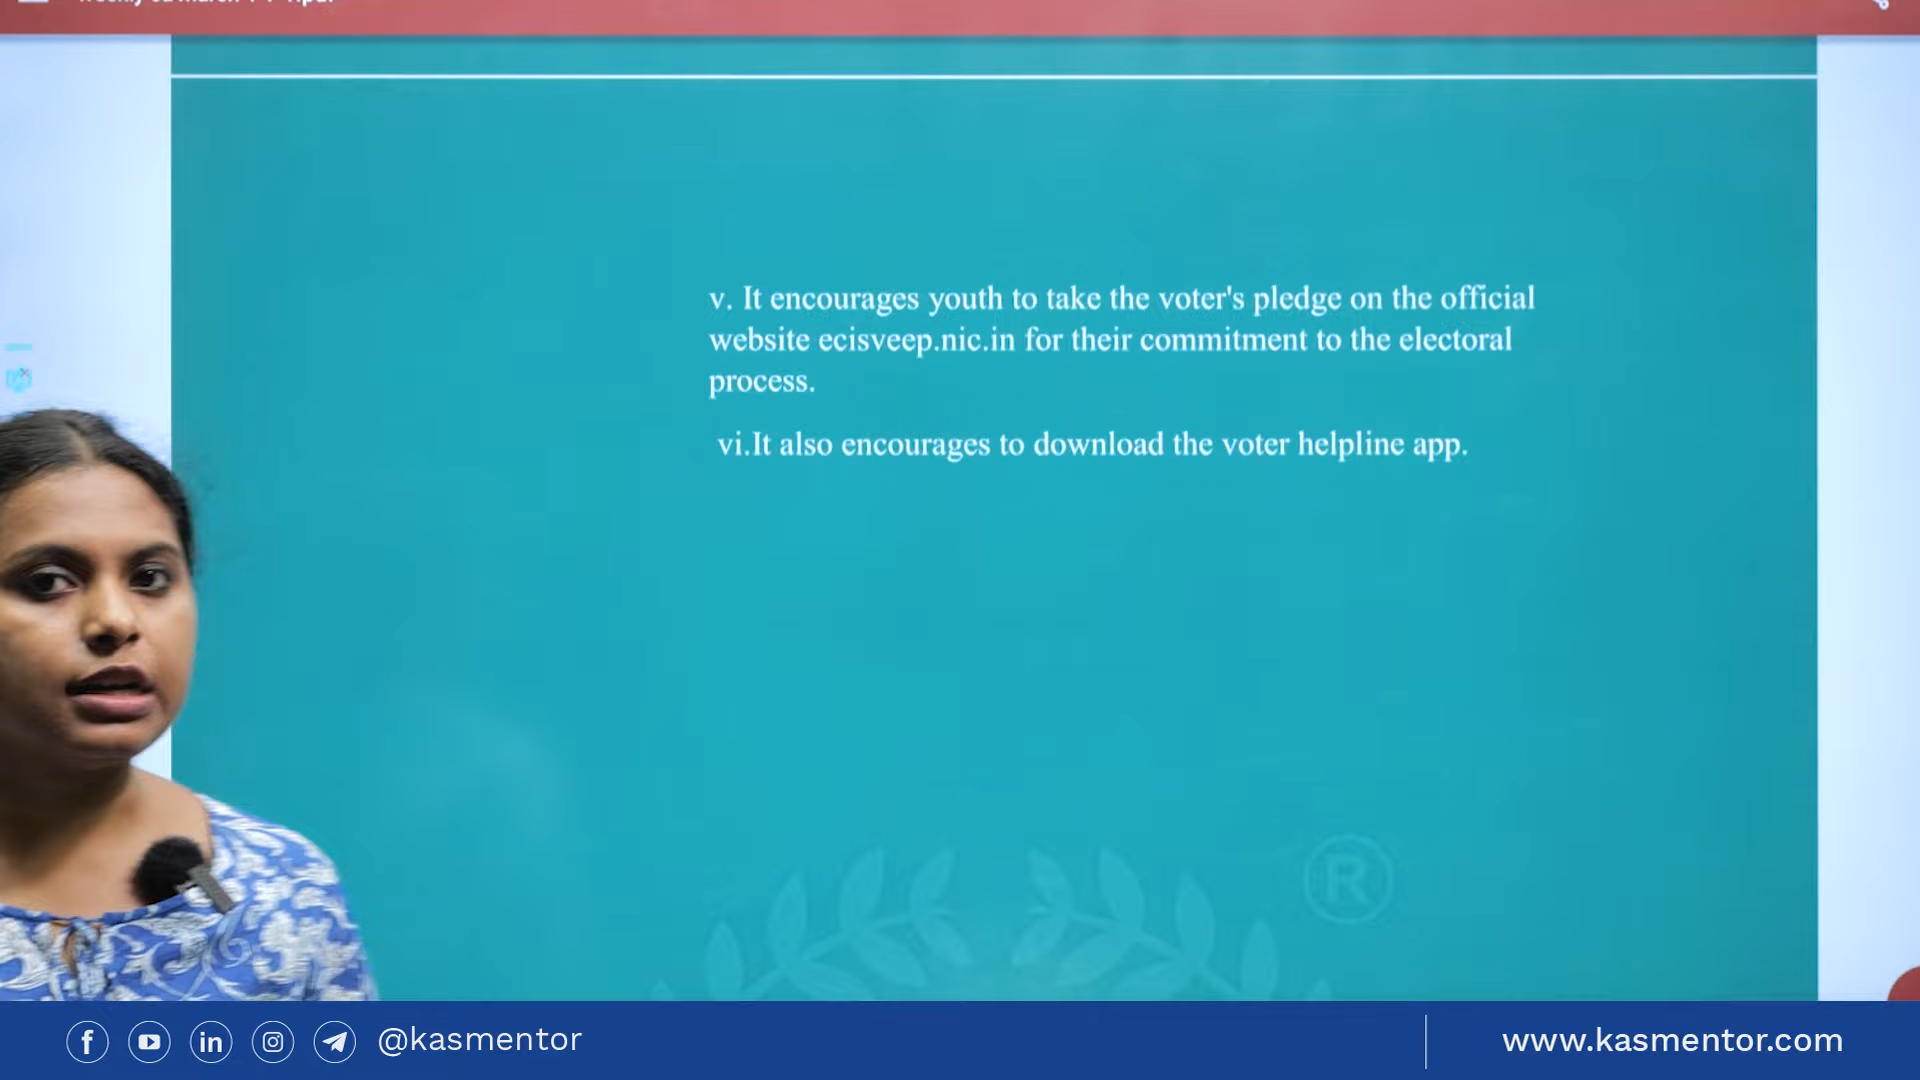 v. It encourages youth to take the voter's pledge on the official
website ecisveep.nic.in for their commitment to the electoral
process.
vi.It also encourages to download the voter helpline app.
R
@kasmentor
www.kasmentor.com